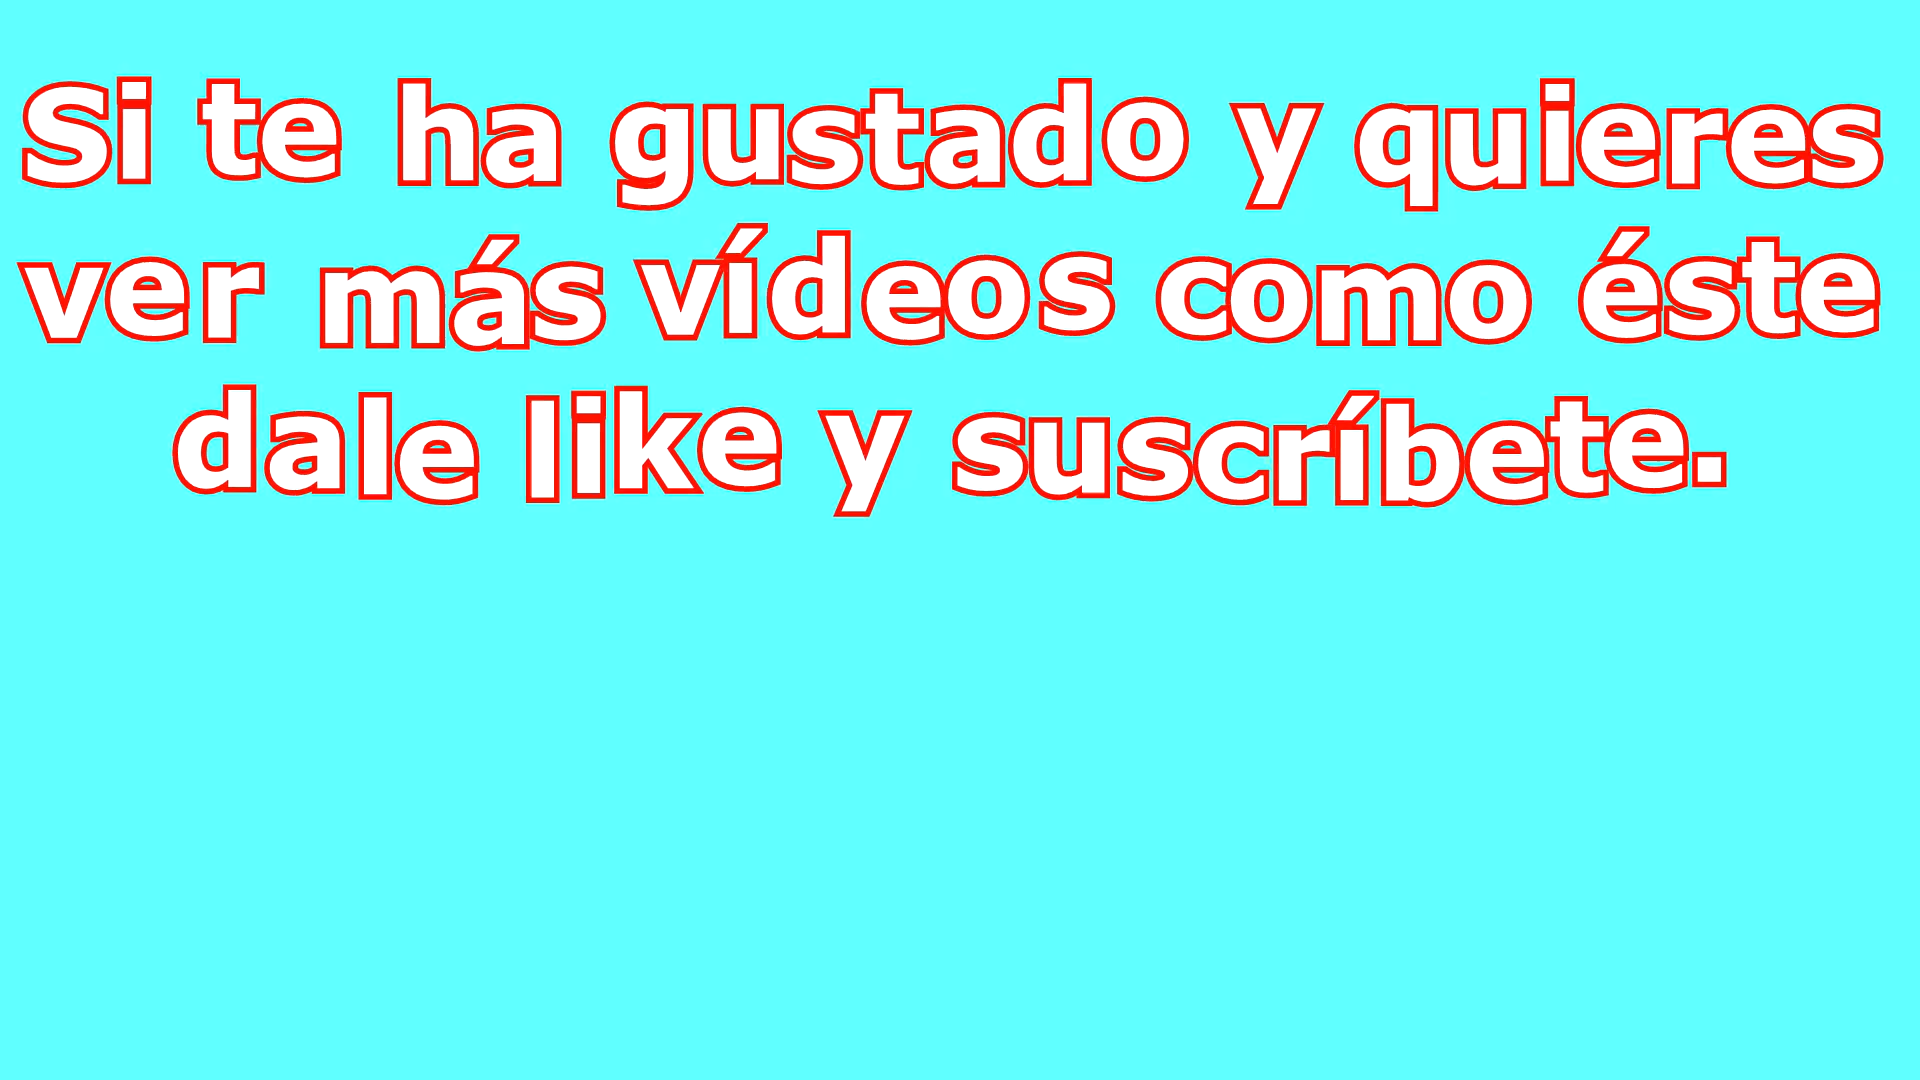 Si te ha gustado y quieres
ver más vídeos como éste
dale like y suscríbete.